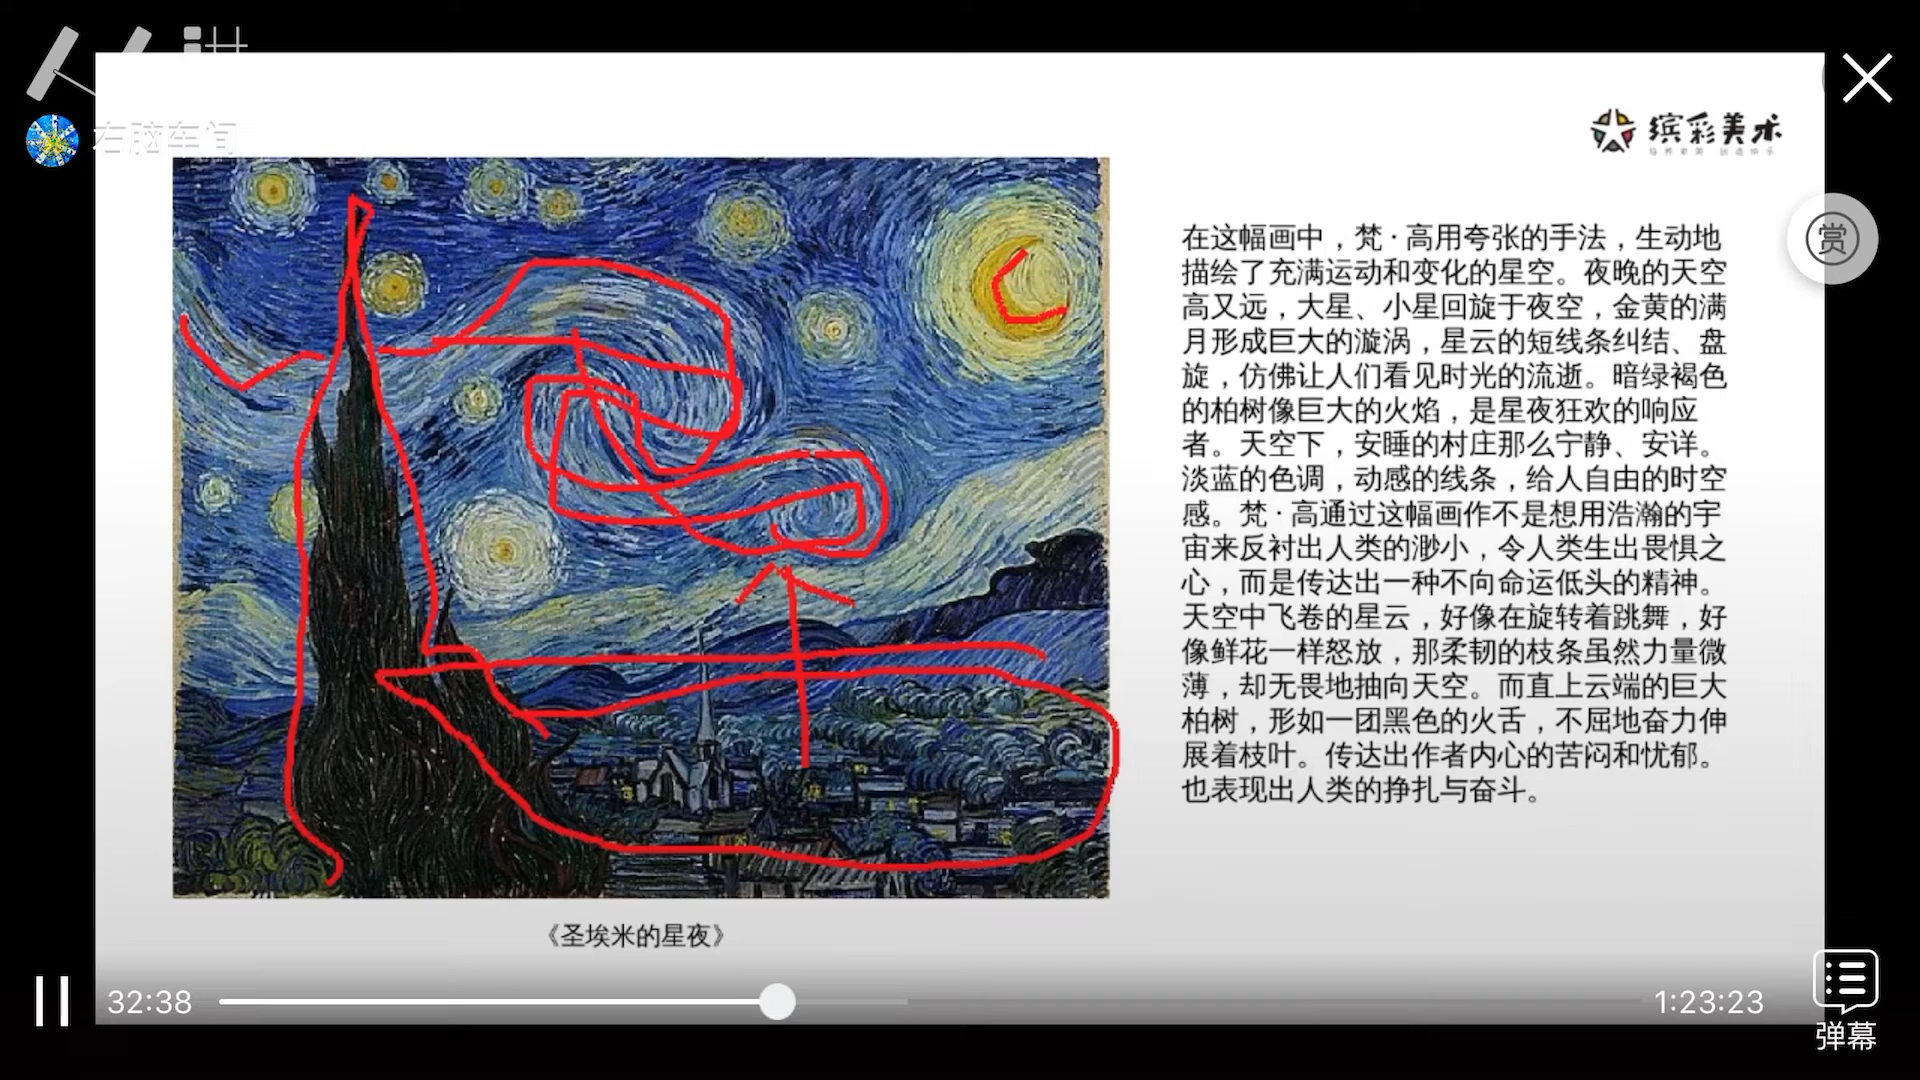 右脑车间
缤彩美术
赏
在这幅画中，梵·高用夸张的手法，生动地
描绘了充满运动和变化的星空。夜晚的天空
高又远，大星、小星回旋于夜空，金黄的满
月形成巨大的漩涡，星云的短线条纠结、盘
旋，仿佛让人们看见时光的流逝。暗绿褐色
的柏树像巨大的火焰，是星夜狂欢的响应
者。天空下，安睡的村庄那么宁静、安详。
淡蓝的色调，动感的线条，给人自由的时空
感。梵·高通过这幅画作不是想用浩瀚的宇
宙来反衬出人类的渺小，令人类生出畏惧之
心，而是传达出一种不向命运低头的精神。
天空中飞卷的星云，好像在旋转着跳舞，好
像鲜花一样怒放，那柔韧的枝条虽然力量微
薄，却无畏地抽向天空。而直上云端的巨大
柏树，形如一团黑色的火舌，不屈地奋力伸
展着枝叶。传达出作者内心的苦闷和忧郁。
也表现出人类的挣扎与奋斗。
《圣埃米的星夜》
32:38
1:23:23
弹幕